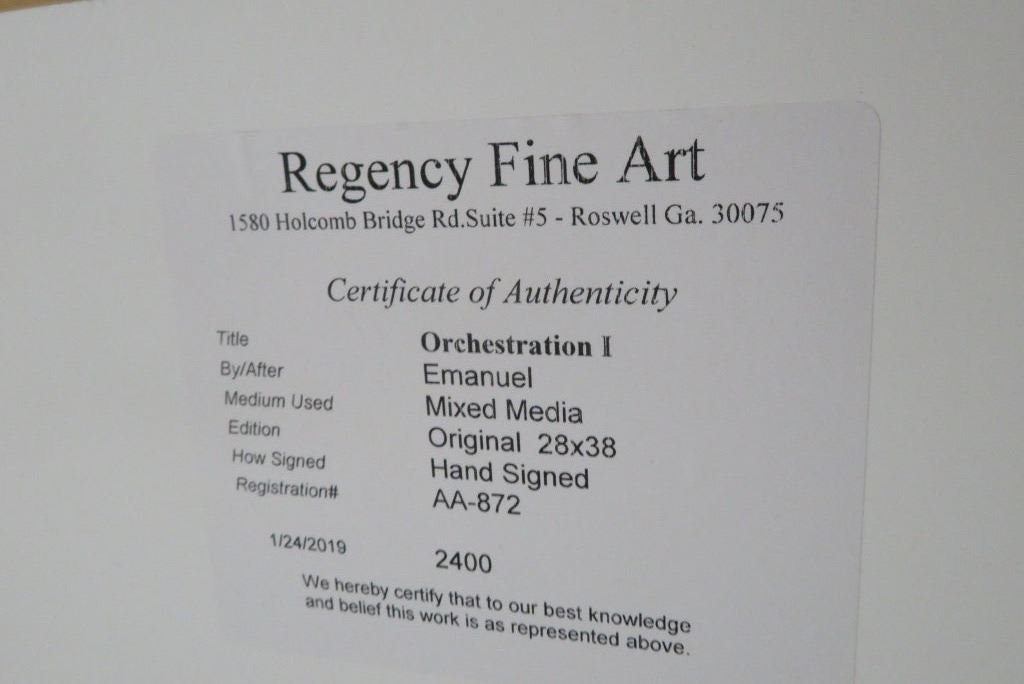 Regency Fine Art
1580 Holcomb Bridge Rd.Suite #5 - Roswell Ga. 30075
Certificate of Authenticity
Title Orchestration I
By/After Emanuel
Medium Used Mixed Media
Edition Original 28x38
How Signed Hand Signed
Registration# AA-872
1/24/2019 2400
We hereby certify that to our best knowledge
and belief this work is as represented above.